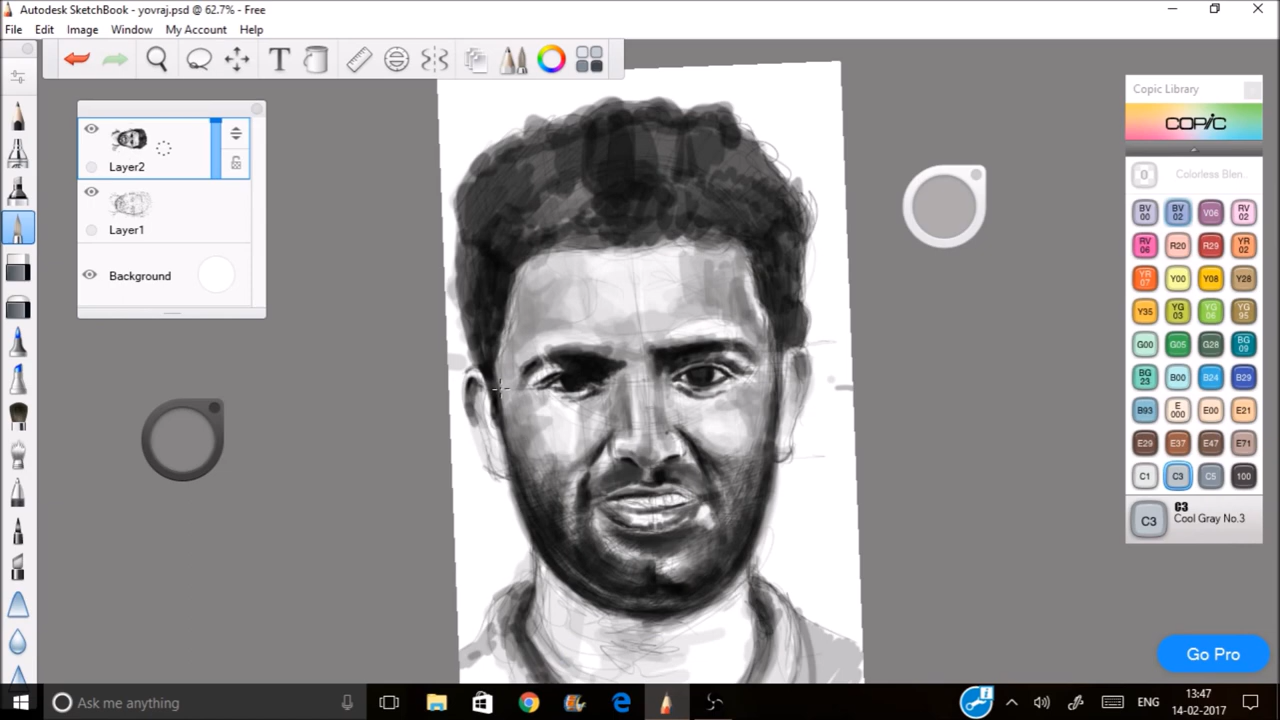 Autodesk SketchBook - yovraj.psd @ 62.7% - Free
File Edit Image Window My Account Help
T
Layer2
Layer1
Background
Copic Library
COPIC
0 Colorless Blen..
BV 00 BV 02 V06 RV 02
RV 06 R20 R29 YR 02
YR 07 Y00 Y08 Y28
Y35 YG 03 YG 06 YG 95
G00 G05 G28 BG 09
BG 23 B00 B24 B29
B93 E 000 E00 E21
E29 E37 E47 E71
C1 C3 C5 100
C3 C3
Cool Gray No.3
Go Pro
Ask me anything
ENG
13:47
14-02-2017